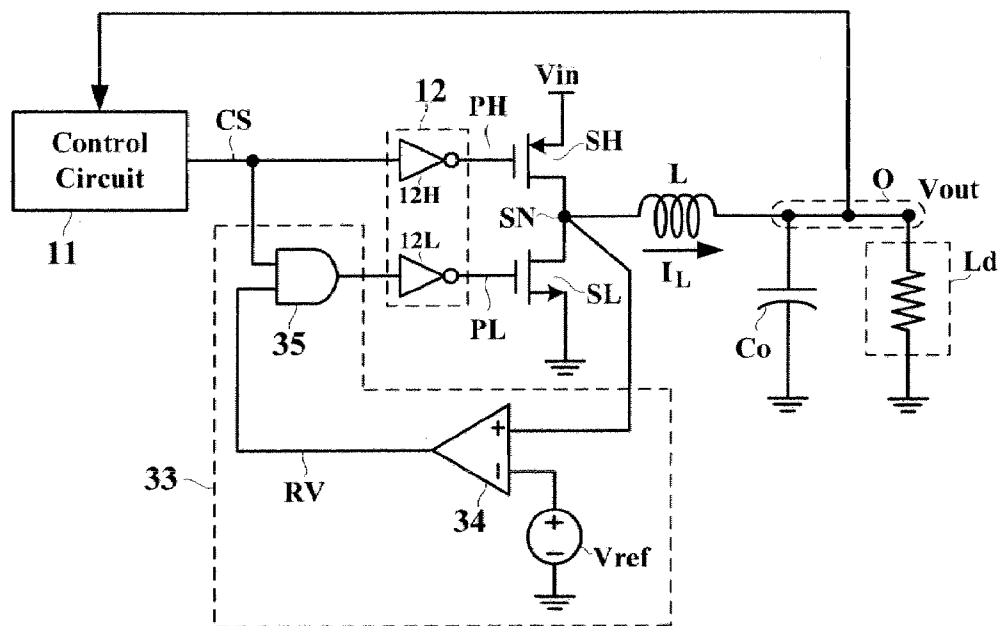 Control
Circuit
11
CS
12
12H
12L
PH
Vin
SH
SN
L
I_L
O
Vout
Ld
Co
SL
PL
35
33
RV
+
−
34
+
−
Vref